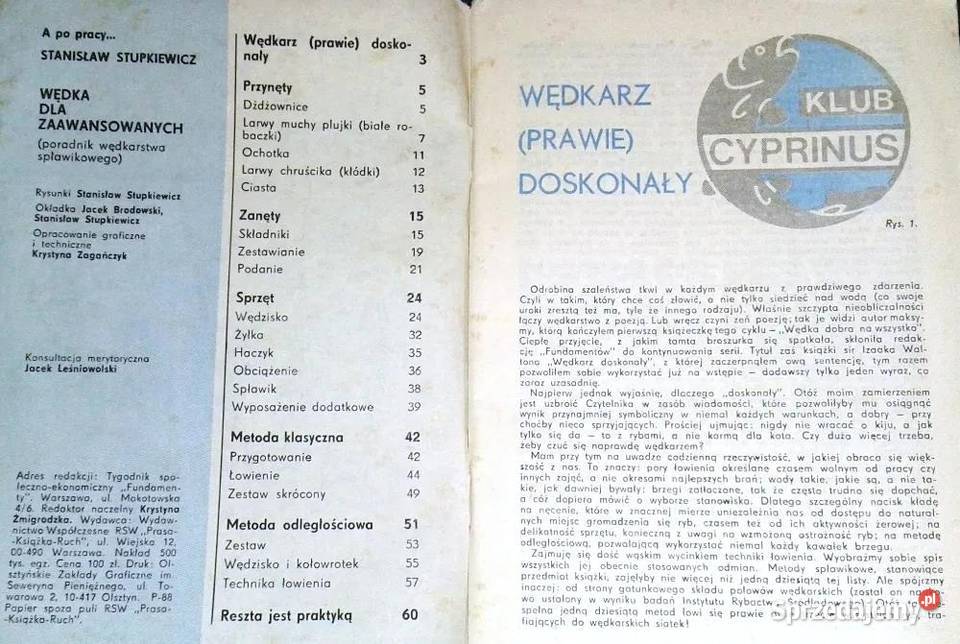 A po pracy...
STANISŁAW STUPKIEWICZ
WĘDKA
DLA
ZAAWANSOWANYCH
(poradnik wędkarstwa
spławikowego)
Rysunki Stanisław Stupkiewicz
Okładka Jacek Brodowski,
Stanisław Stupkiewicz
Opracowanie graficzne
i techniczne
Krystyna Zagańczyk
Konsultacja merytoryczna
Jacek Leśniowolski
Adres redakcji: Tygodnik spo-
łeczno-ekonomiczny „Fundamen-
ty". Warszawa, ul. Mokotowska
4/6. Redaktor naczelny Krystyna
Żmigrodzka. Wydawca: Wydaw-
nictwo Współczesne RSW „Prasa-
-Książka-Ruch", ul. Wiejska 12,
00-490 Warszawa. Nakład 500
tys. egz. Cena 100 zł. Druk: Ol-
sztyńskie Zakłady Graficzne im.
Seweryna Pieniężnego, ul. To-
warowa 2, 10-417 Olsztyn. P-88
Papier spoza puli RSW „Prasa-
-Książka-Ruch".
Wędkarz (prawie) dosko-
nały 3
Przynęty 5
Dżdżownice 5
Larwy muchy plujki (białe ro-
baczki) 7
Ochotka 11
Larwy chruścika (kłódki) 12
Ciasta 13
Zanęty 15
Składniki 15
Zestawianie 19
Podanie 21
Sprzęt 24
Wędzisko 24
Żyłka 32
Haczyk 35
Obciążenie 36
Spławik 38
Wyposażenie dodatkowe 39
Metoda klasyczna 42
Przygotowanie 42
Łowienie 44
Zestaw skrócony 49
Metoda odległościowa 51
Zestaw 53
Wędzisko i kołowrotek 55
Technika łowienia 57
Reszta jest praktyką 60
WĘDKARZ
(PRAWIE)
DOSKONAŁY
KLUB
CYPRINUS
Rys. 1.
Odrobina szaleństwa tkwi w każdym wędkarzu z prawdziwego zdarzenia.
Czyli w takim, który chce coś złowić, a nie tylko siedzieć nad wodą (co swoje
uroki zresztą też ma, tyle że innego rodzaju). Właśnie szczypta nieobliczalności
łączy wędkarstwo z poezją. Lub wręcz czyni zeń poezję; tak je widzi autor maksy-
my, którą kończyłem pierwszą książeczkę tego cyklu — „Wędka dobra na wszystko".
Ciepłe przyjęcie, z jakim tamta broszurka się spotkała, skłoniła redak-
cję „Fundamentów" do kontynuowania serii. Tytuł zaś książki sir Izaaka Wal-
tona „Wędkarz doskonały", z której zaczerpnąłem ową sentencję, tym razem
pozwoliłem sobie wykorzystać już na wstępie — dodawszy tylko jeden wyraz, co
zaraz uzasadnię.
Najpierw jednak wyjaśnię, dlaczego „doskonały". Otóż moim zamierzeniem
jest uzbroić Czytelnika w zasób wiadomości, które pozwaliłyby mu osiągnąć
wynik przynajmniej symboliczny w niemal każdych warunkach, a dobry — przy
choćby nieco sprzyjających. Prościej ujmując: nigdy nie wracać o kiju, a jak
tylko się da — to z rybami, a nie karmą dla kota. Czy dużo więcej trzeba,
żeby czuć się naprawdę wędkarzem?
Mam przy tym na uwadze codzienną rzeczywistość, w jakiej obraca się więk-
szość z nas. To znaczy: pory łowienia określane czasem wolnym od pracy czy
innych zajęć, a nie okresami najlepszych brań; wody takie, jakie są, a nie ta-
kie, jak dawniej bywały; brzegi zatłoczone, tak że często trudno się dopchać,
a cóż dopiero mówić o wyborze stanowiska. Dlatego szczególny nacisk kładę
na nęcenie, które w znacznej mierze uniezależnia nas od dostępu do natural-
nych miejsc gromadzenia się ryb, czasem też od ich aktywności żerowej; na
delikatność sprzętu, konieczną z uwagi na wzmożoną ostrożność ryb; na metodę
odległościową, pozwalającą wykorzystać niemal każdy kawałek brzegu.
Zajmuję się dość wąskim wycinkiem techniki łowienia. Wyobraźmy sobie spis
wszystkich jej obecnie stosowanych odmian. Metody spławikowe, stanowiące
przedmiot książki, zajęłyby nie więcej niż jedną dziesiątą tej listy. Ale spójrzmy
inaczej: od strony gatunkowego składu połowów wędkarskich (został on nie-
wo ustalony w wyniku badań Instytutu Rybactw
spełna jedną dziesiątą metod łowi się prawie
fiających do wędkarskich siatek!
sprzedajemy.pl